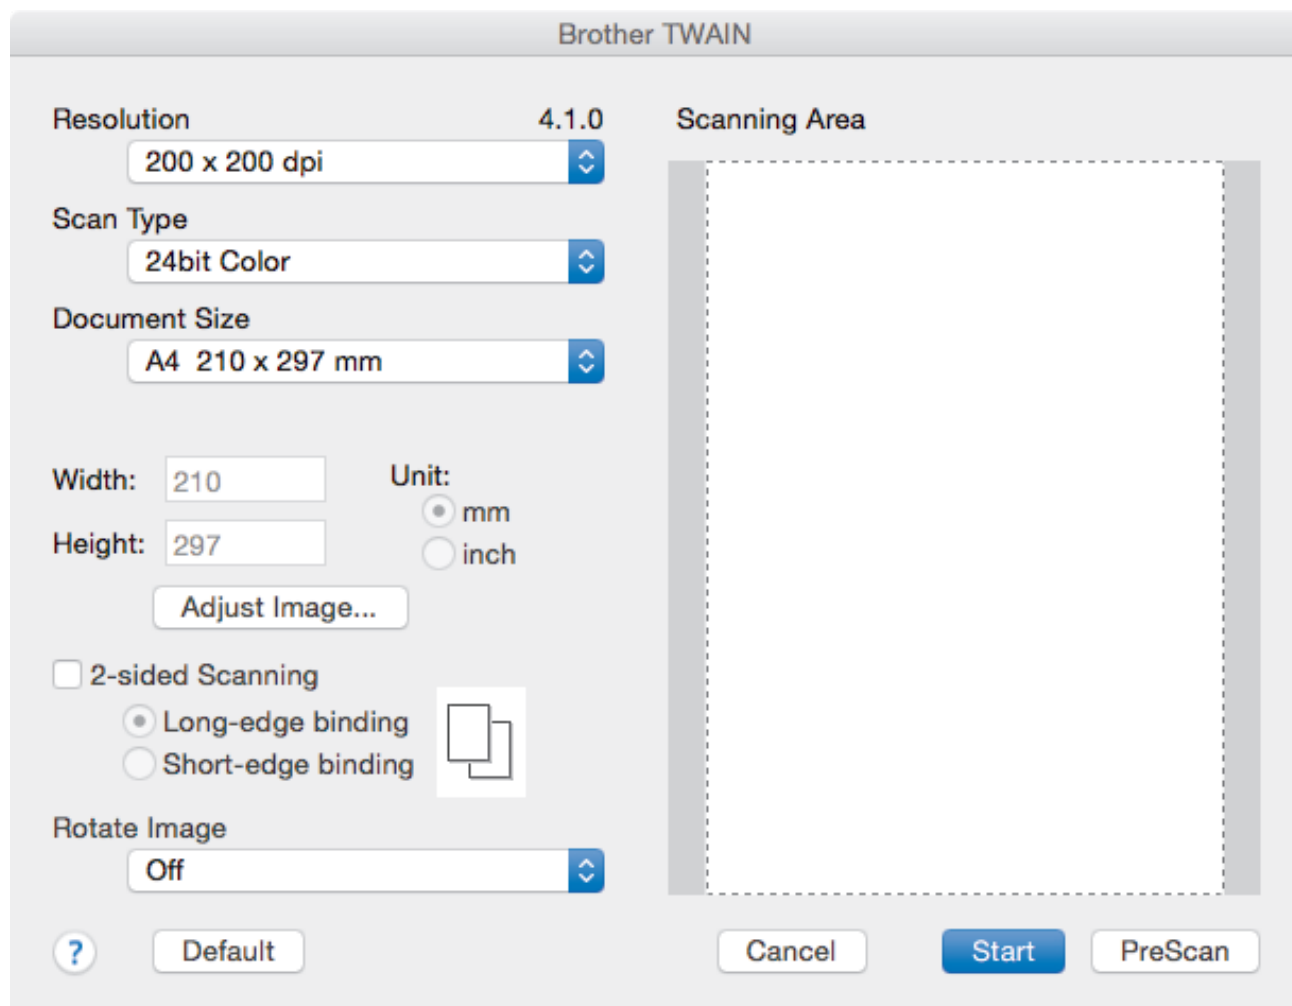 Brother TWAIN
Resolution 4.1.0
200 x 200 dpi
Scan Type
24bit Color
Document Size
A4 210 x 297 mm
Width: 210
Height: 297
Unit:
mm
inch
Adjust Image...
2-sided Scanning
Long-edge binding
Short-edge binding
Rotate Image
Off
? Default
Scanning Area
Cancel Start PreScan